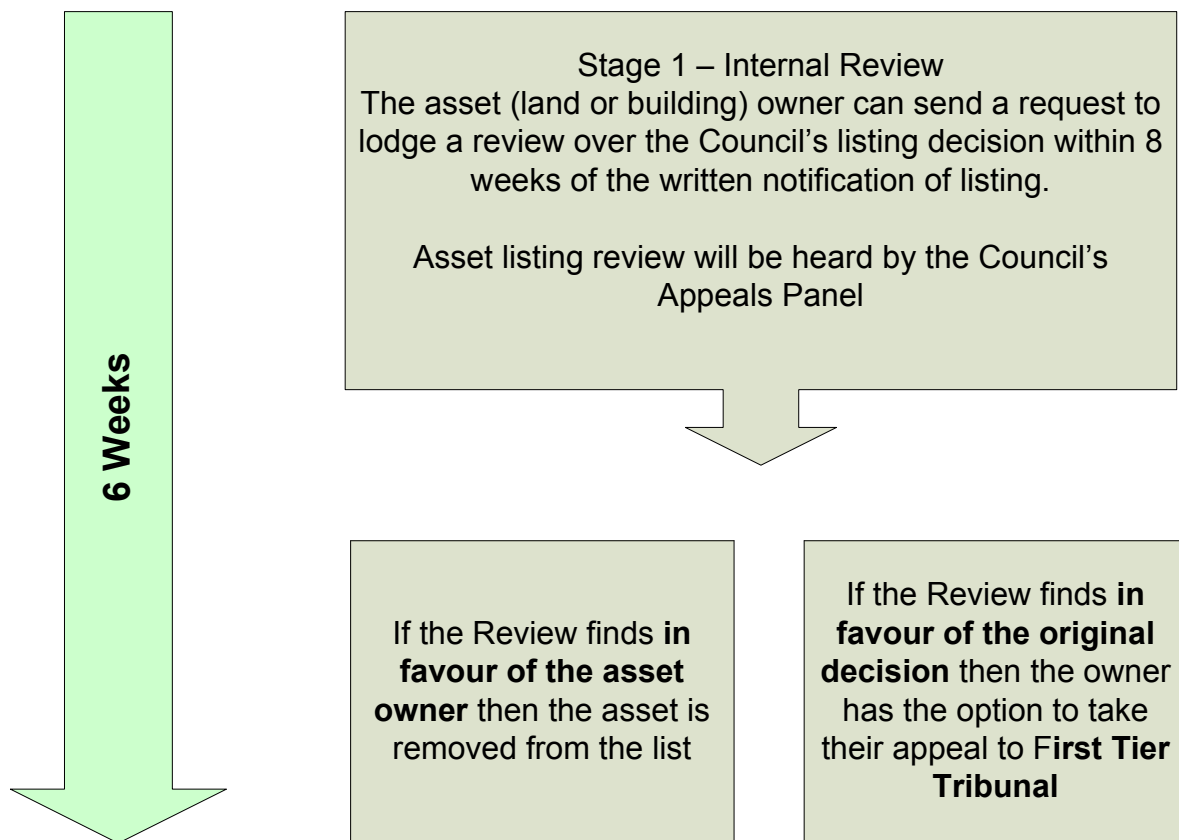 6 Weeks
Stage 1 – Internal Review
The asset (land or building) owner can send a request to
lodge a review over the Council’s listing decision within 8
weeks of the written notification of listing.
Asset listing review will be heard by the Council’s
Appeals Panel
If the Review finds in
favour of the asset
owner then the asset is
removed from the list
If the Review finds in
favour of the original
decision then the owner
has the option to take
their appeal to First Tier
Tribunal